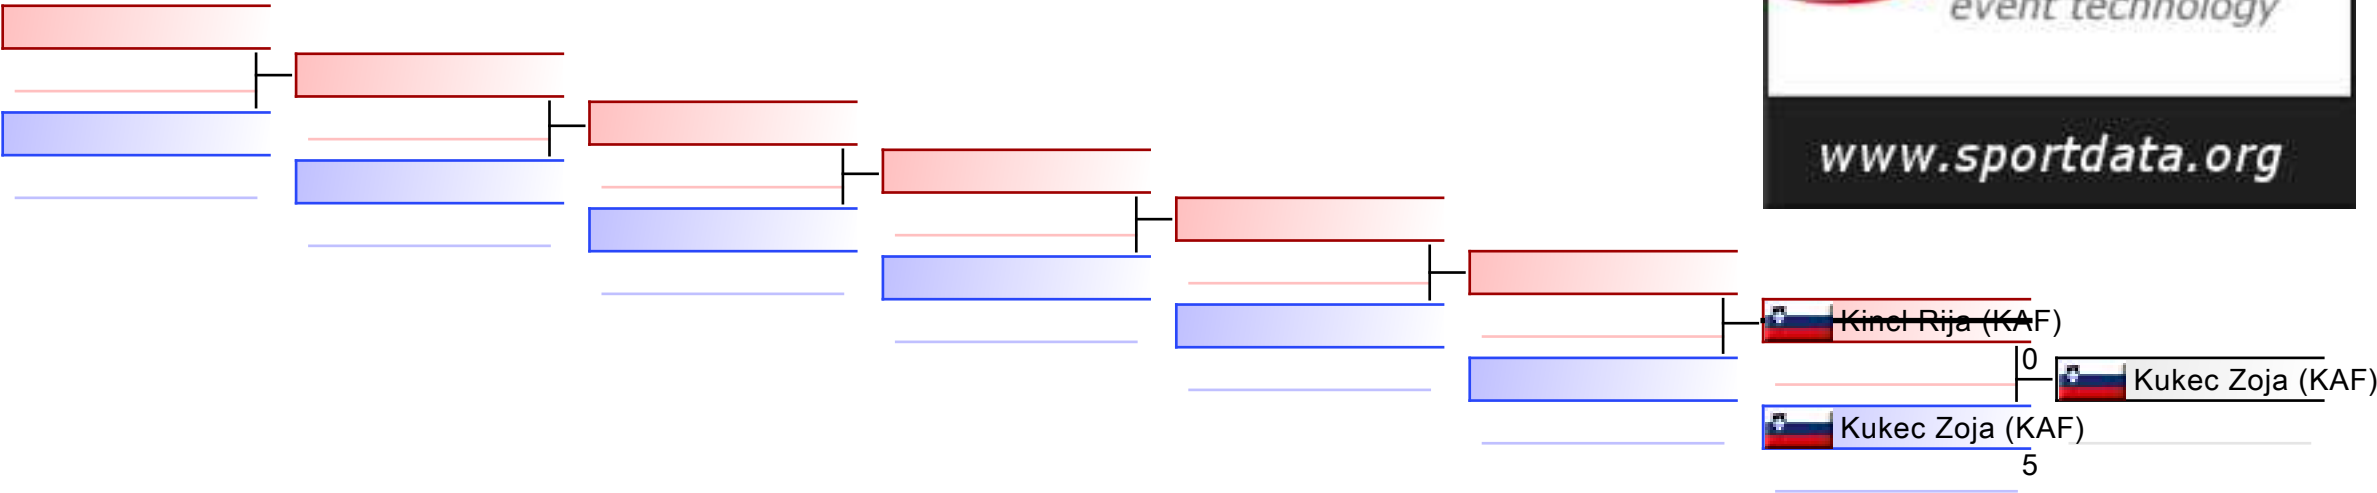 event technology
www.sportdata.org
Kincl Rija (KAF)
0
Kukec Zoja (KAF)
Kukec Zoja (KAF)
5